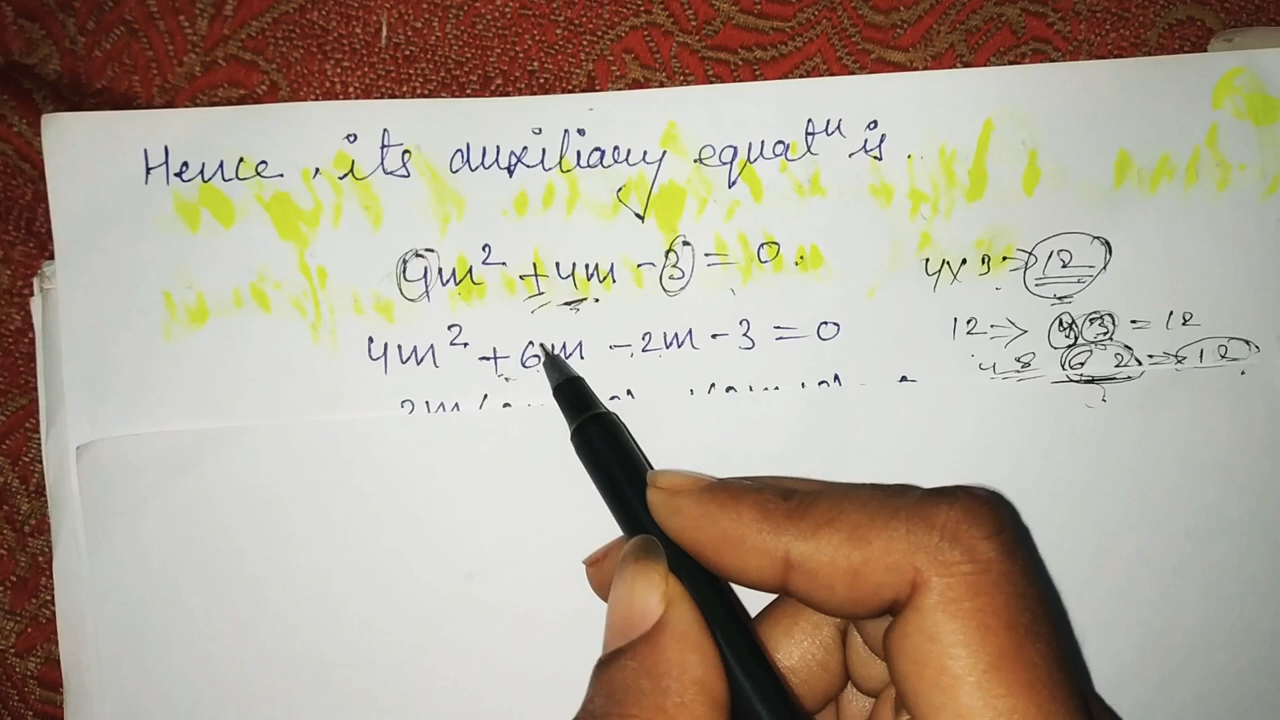 Hence, its auxiliary equatⁿ is.
4m² + 4m - 3 = 0.
4m² + 6m - 2m - 3 = 0
4 x 3 => 12
12 => 4 3 = 12
6 2 => 12